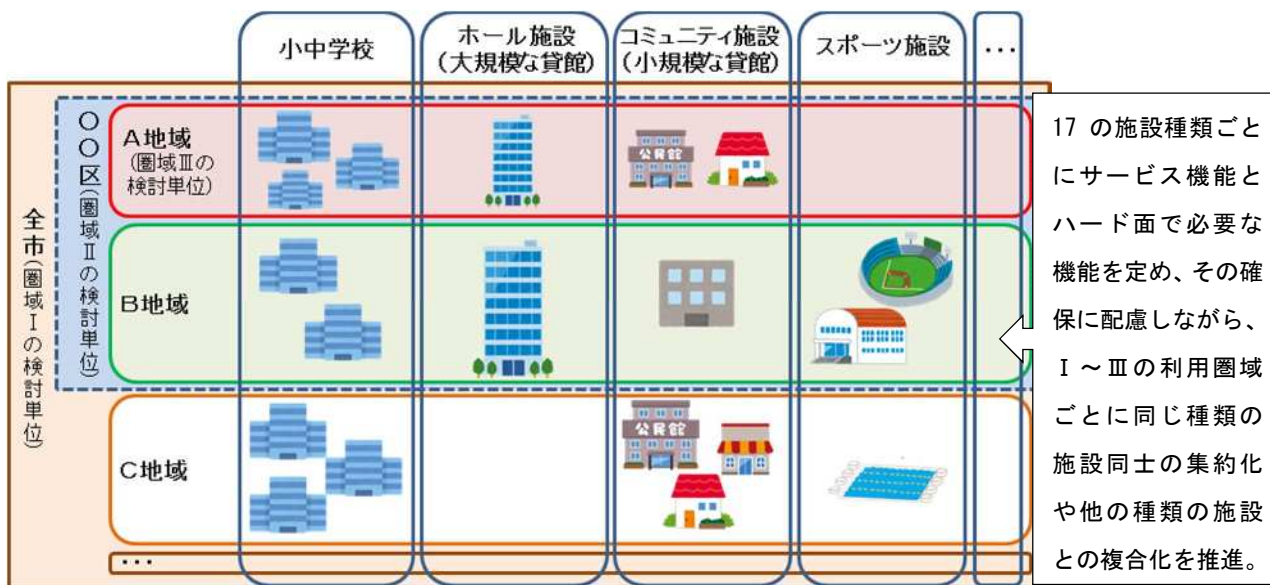 小中学校
ホール施設
(大規模な貸館)
コミュニティ施設
(小規模な貸館)
スポーツ施設
・・・
全市(圏域Ⅰの検討単位)
〇〇区(圏域Ⅱの検討単位)
A地域
(圏域Ⅲの
検討単位)
公民館
B地域
C地域
公民館
・・・
17 の施設種類ごと
にサービス機能と
ハード面で必要な
機能を定め、その確
保に配慮しながら、
Ⅰ～Ⅲの利用圏域
ごとに同じ種類の
施設同士の集約化
や他の種類の施設
との複合化を推進。